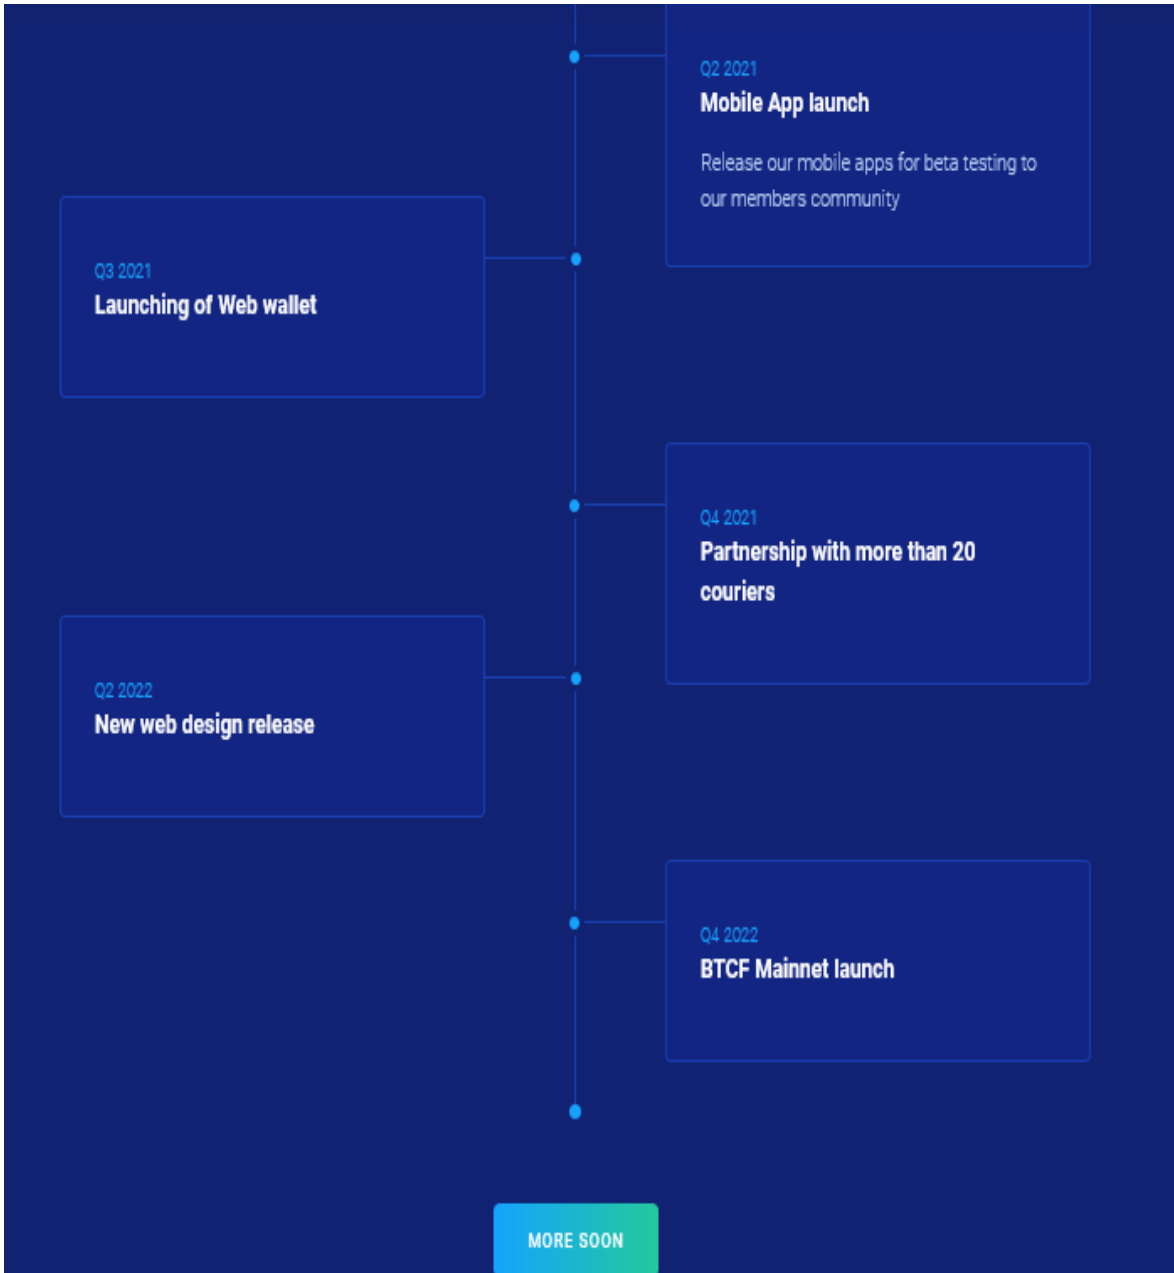 Q2 2021
Mobile App launch
Release our mobile apps for beta testing to
our members community
Q3 2021
Launching of Web wallet
Q4 2021
Partnership with more than 20
couriers
Q2 2022
New web design release
Q4 2022
BTCF Mainnet launch
MORE SOON